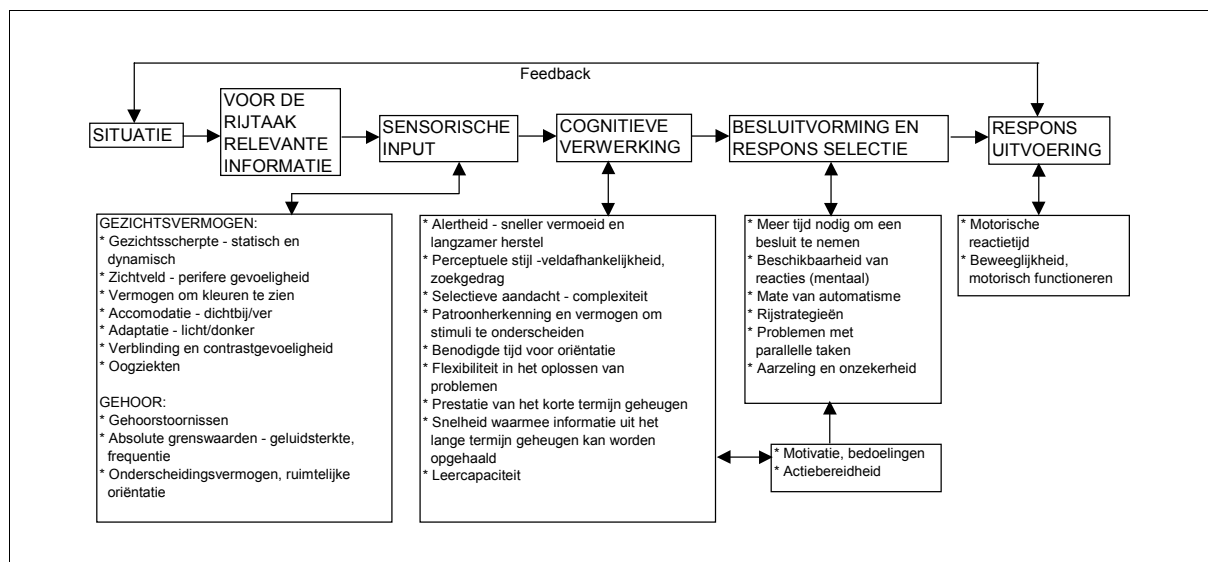 Feedback
SITUATIE
VOOR DE
RIJTAAK
RELEVANTE
INFORMATIE
SENSORISCHE
INPUT
COGNITIEVE
VERWERKING
BESLUITVORMING EN
RESPONS SELECTIE
RESPONS
UITVOERING
GEZICHTSVERMOGEN:
* Gezichtsscherpte - statisch en
dynamisch
* Zichtveld - perifere gevoeligheid
* Vermogen om kleuren te zien
* Accomodatie - dichtbij/ver
* Adaptatie - licht/donker
* Verblinding en contrastgevoeligheid
* Oogziekten
GEHOOR:
* Gehoorstoornissen
* Absolute grenswaarden - geluidsterkte,
frequentie
* Onderscheidingsvermogen, ruimtelijke
oriëntatie
* Alertheid - sneller vermoeid en
langzamer herstel
* Perceptuele stijl -veldafhankelijkheid,
zoekgedrag
* Selectieve aandacht - complexiteit
* Patroonherkenning en vermogen om
stimuli te onderscheiden
* Benodigde tijd voor oriëntatie
* Flexibiliteit in het oplossen van
problemen
* Prestatie van het korte termijn geheugen
* Snelheid waarmee informatie uit het
lange termijn geheugen kan worden
opgehaald
* Leercapaciteit
* Meer tijd nodig om een
besluit te nemen
* Beschikbaarheid van
reacties (mentaal)
* Mate van automatisme
* Rijstrategieën
* Problemen met
parallelle taken
* Aarzeling en onzekerheid
* Motivatie, bedoelingen
* Actiebereidheid
* Motorische
reactietijd
* Beweeglijkheid,
motorisch functioneren